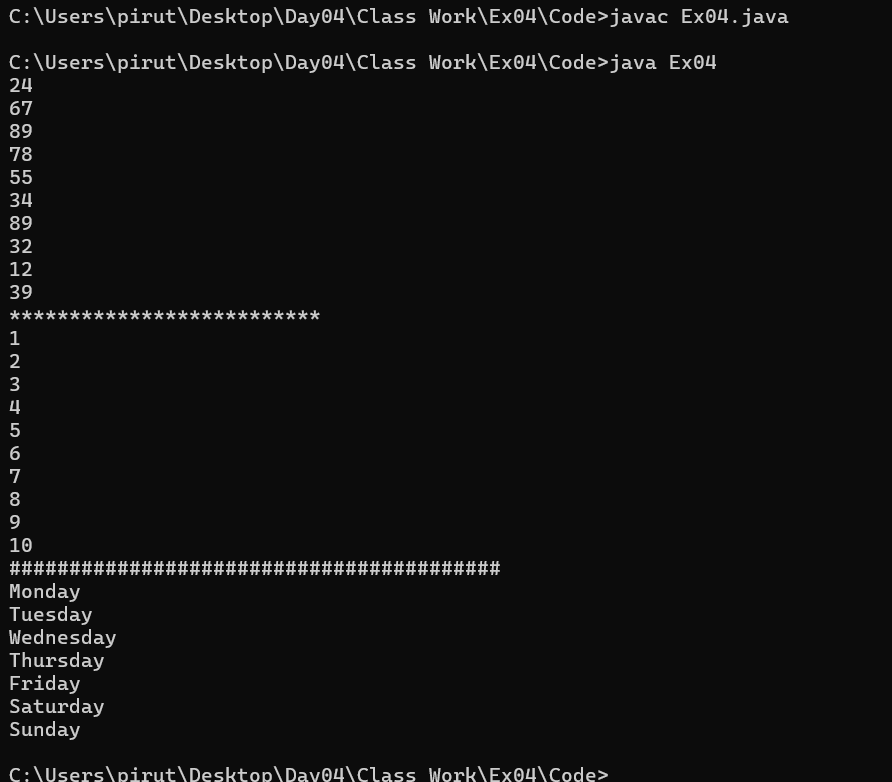 C:\Users\pirut\Desktop\Day04\Class Work\Ex04\Code>javac Ex04.java
C:\Users\pirut\Desktop\Day04\Class Work\Ex04\Code>java Ex04
24
67
89
78
55
34
89
32
12
39
**************************
1
2
3
4
5
6
7
8
9
10
#########################################
Monday
Tuesday
Wednesday
Thursday
Friday
Saturday
Sunday
C:\Users\pirut\Desktop\Day04\Class Work\Ex04\Code>